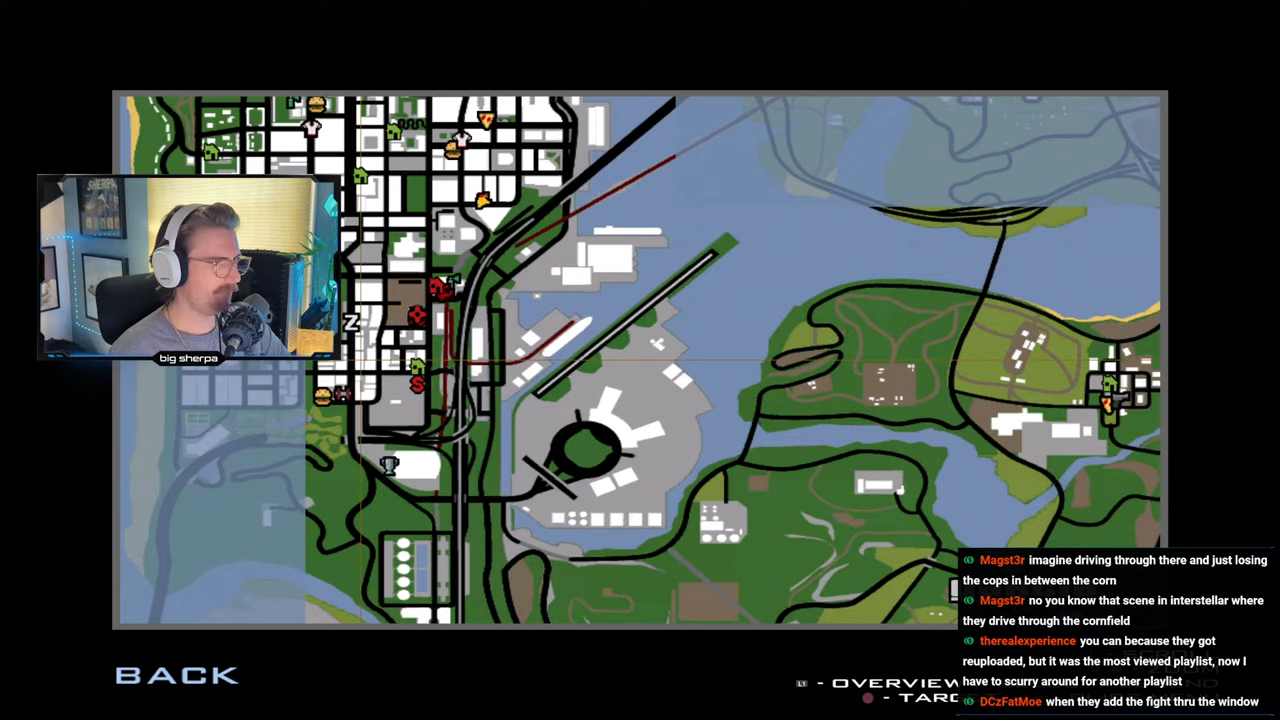 SHERPA
big sherpa
Z
S
Magst3r imagine driving through there and just losing
the cops in between the corn
Magst3r no you know that scene in interstellar where
they drive through the cornfield
therealexperience you can because they got
reuploaded, but it was the most viewed playlist, now I
have to scurry around for another playlist
DCzFatMoe when they add the fight thru the window
BACK
L1 - OVERVIEW
- TARG